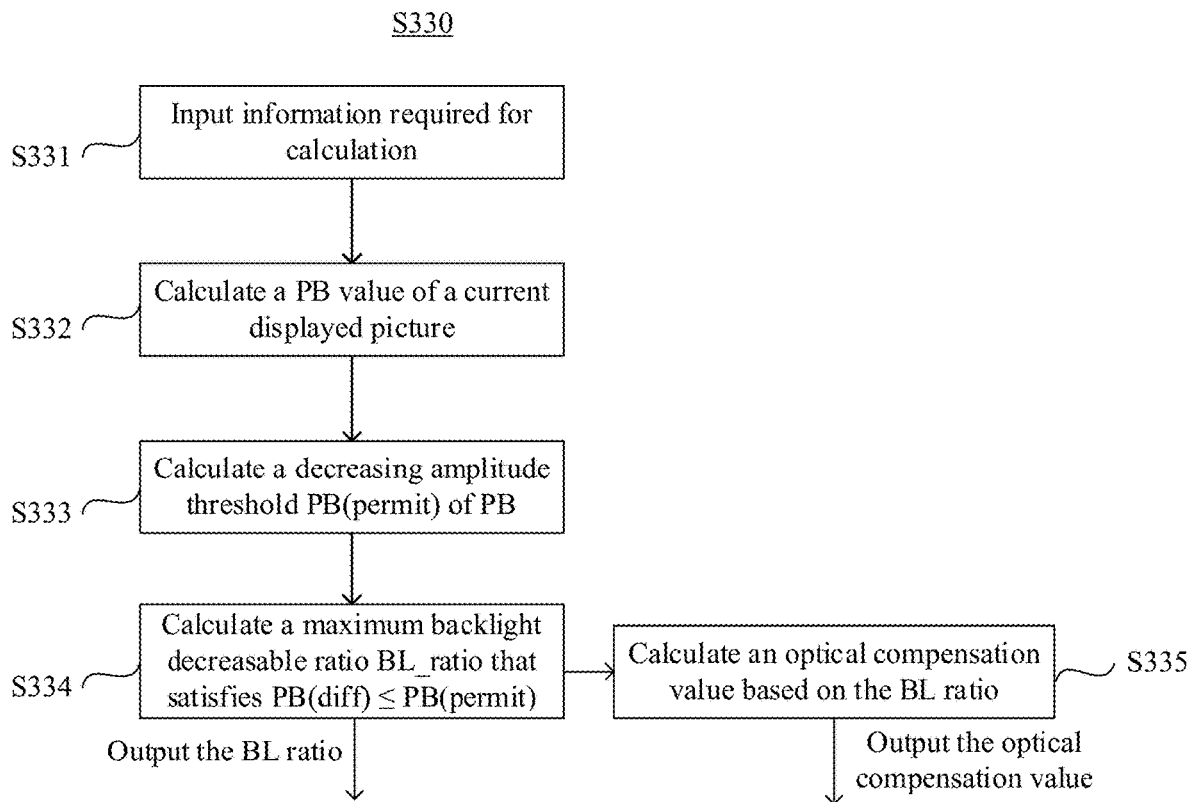 S330
Input information required for
calculation
S331
Calculate a PB value of a current
displayed picture
S332
Calculate a decreasing amplitude
threshold PB(permit) of PB
S333
Calculate a maximum backlight
decreasable ratio BL_ratio that
satisfies PB(diff) ≤ PB(permit)
S334
Calculate an optical compensation
value based on the BL ratio
S335
Output the BL ratio
Output the optical
compensation value